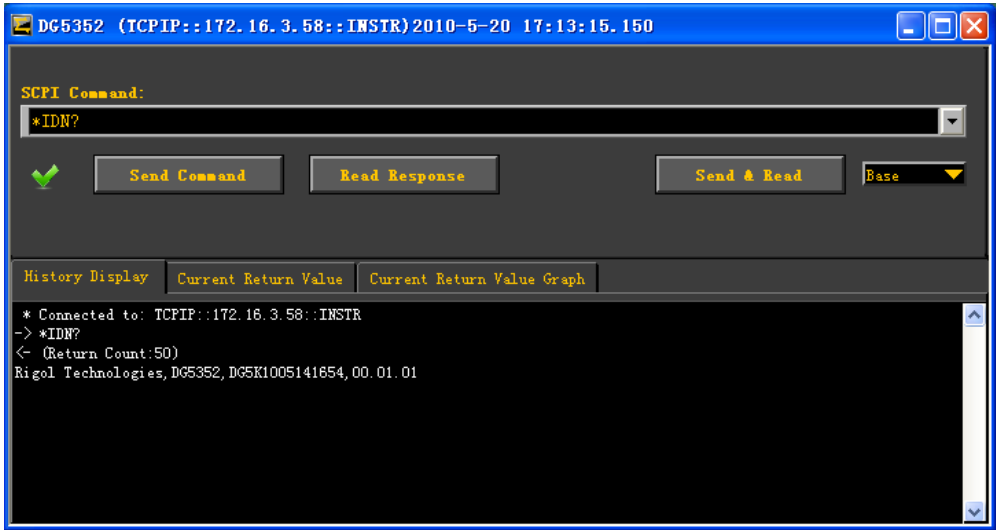 DG5352 (TCPIP::172.16.3.58::INSTR)2010-5-20 17:13:15.150
SCPI Command:
*IDN?
Send Command Read Response Send & Read Base
History Display Current Return Value Current Return Value Graph
* Connected to: TCPIP::172.16.3.58::INSTR
-> *IDN?
<- (Return Count:50)
Rigol Technologies,DG5352,DG5K1005141654,00.01.01